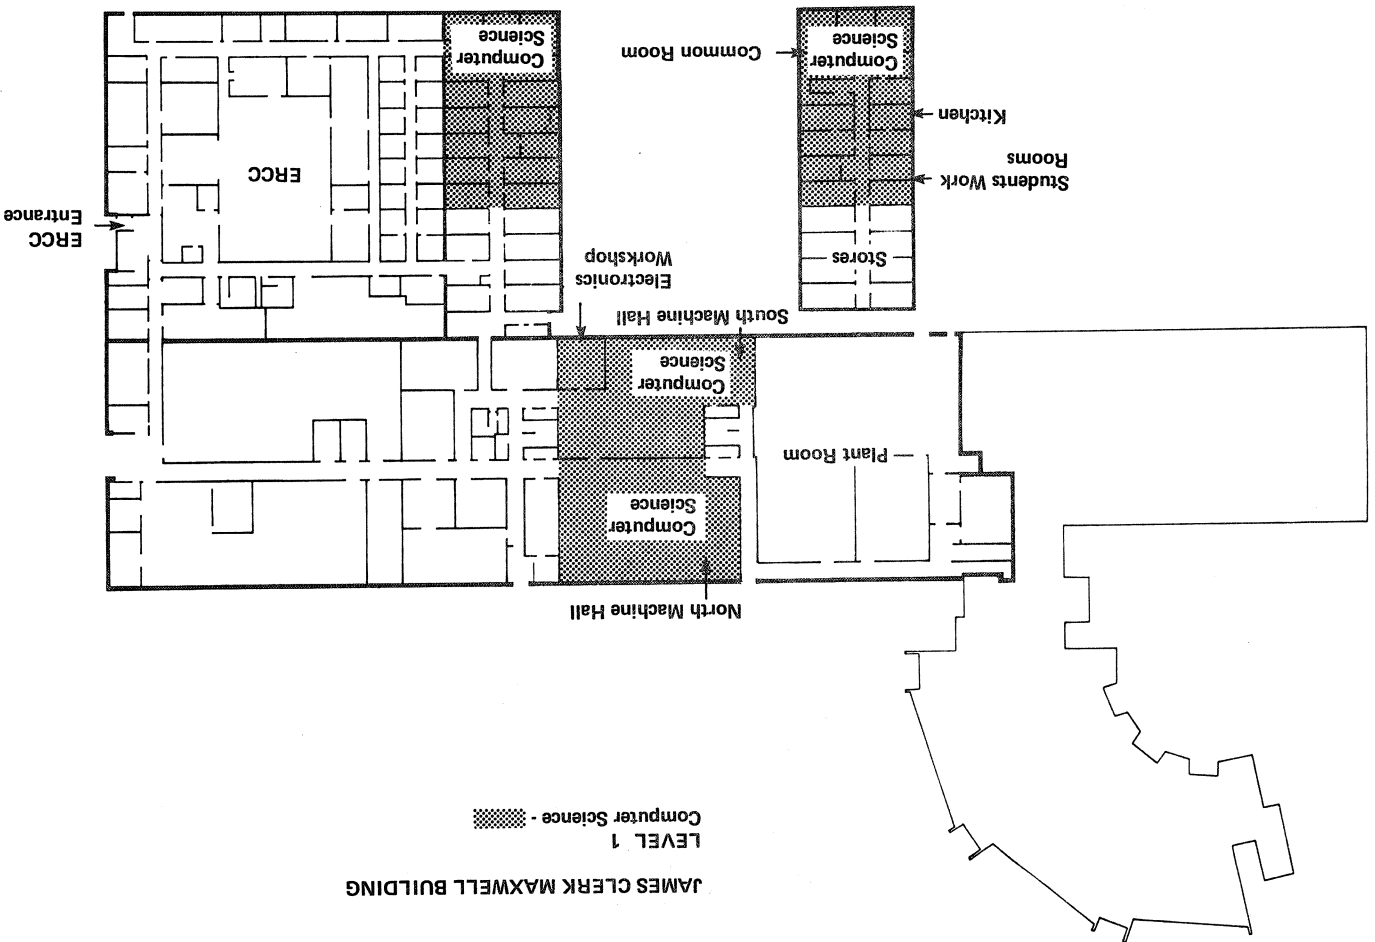 JAMES CLERK MAXWELL BUILDING
LEVEL 1
Computer Science -
North Machine Hall
Computer
Science
Plant Room
Computer
Science
South Machine Hall
Electronics
Workshop
Stores
ERCC
Entrance
Students Work
Rooms
ERCC
Kitchen
Computer
Science
Common Room
Computer
Science